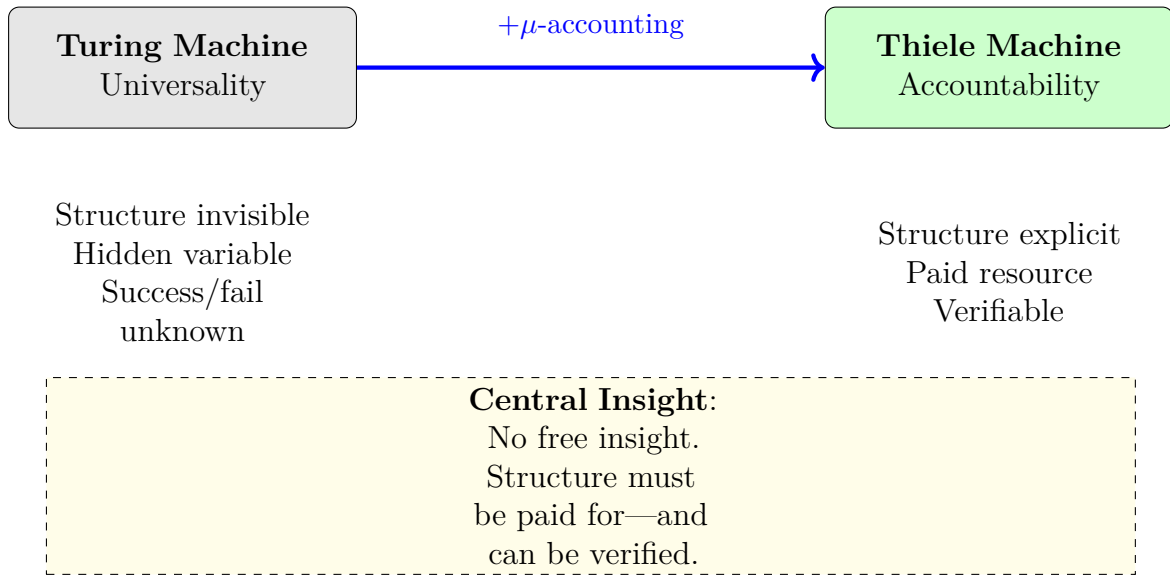 +μ-accounting
Turing Machine
Universality
Thiele Machine
Accountability
Structure invisible
Hidden variable
Success/fail
unknown
Structure explicit
Paid resource
Verifiable
Central Insight:
No free insight.
Structure must
be paid for—and
can be verified.